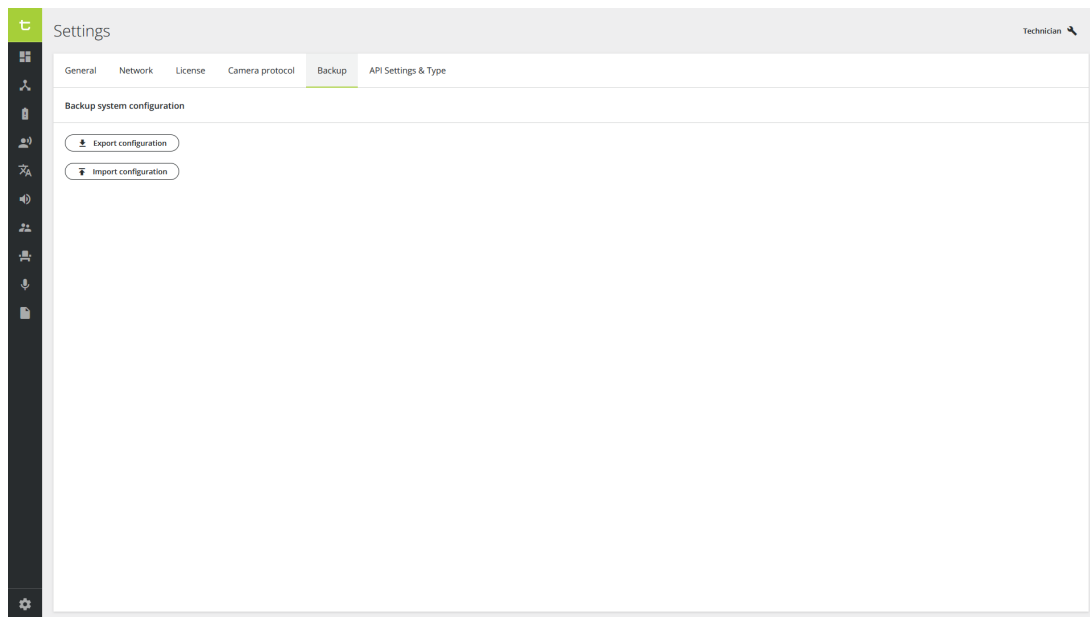 Settings
Technician
General Network License Camera protocol Backup API Settings & Type
Backup system configuration
Export configuration
Import configuration